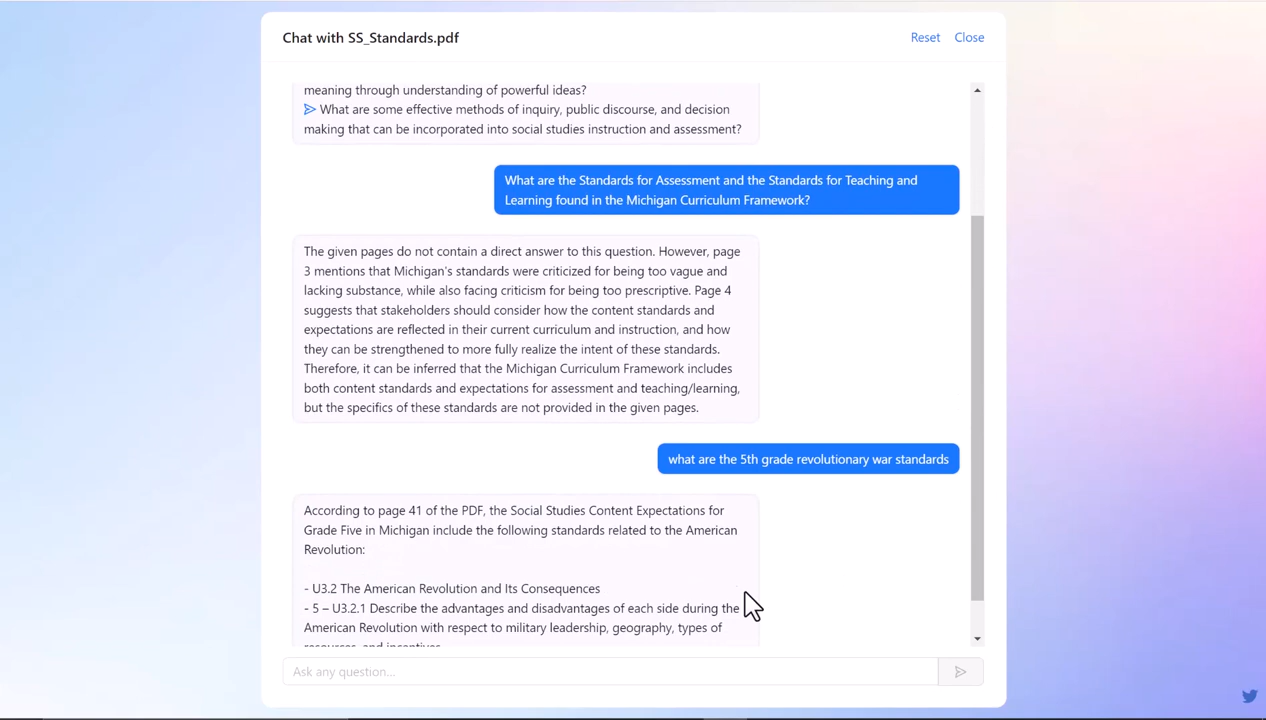 Chat with SS_Standards.pdf
Reset
Close
meaning through understanding of powerful ideas?
What are some effective methods of inquiry, public discourse, and decision
making that can be incorporated into social studies instruction and assessment?
What are the Standards for Assessment and the Standards for Teaching and
Learning found in the Michigan Curriculum Framework?
The given pages do not contain a direct answer to this question. However, page
3 mentions that Michigan's standards were criticized for being too vague and
lacking substance, while also facing criticism for being too prescriptive. Page 4
suggests that stakeholders should consider how the content standards and
expectations are reflected in their current curriculum and instruction, and how
they can be strengthened to more fully realize the intent of these standards.
Therefore, it can be inferred that the Michigan Curriculum Framework includes
both content standards and expectations for assessment and teaching/learning,
but the specifics of these standards are not provided in the given pages.
what are the 5th grade revolutionary war standards
According to page 41 of the PDF, the Social Studies Content Expectations for
Grade Five in Michigan include the following standards related to the American
Revolution:
- U3.2 The American Revolution and Its Consequences
- 5 – U3.2.1 Describe the advantages and disadvantages of each side during the
American Revolution with respect to military leadership, geography, types of
resources, and incentives
Ask any question...